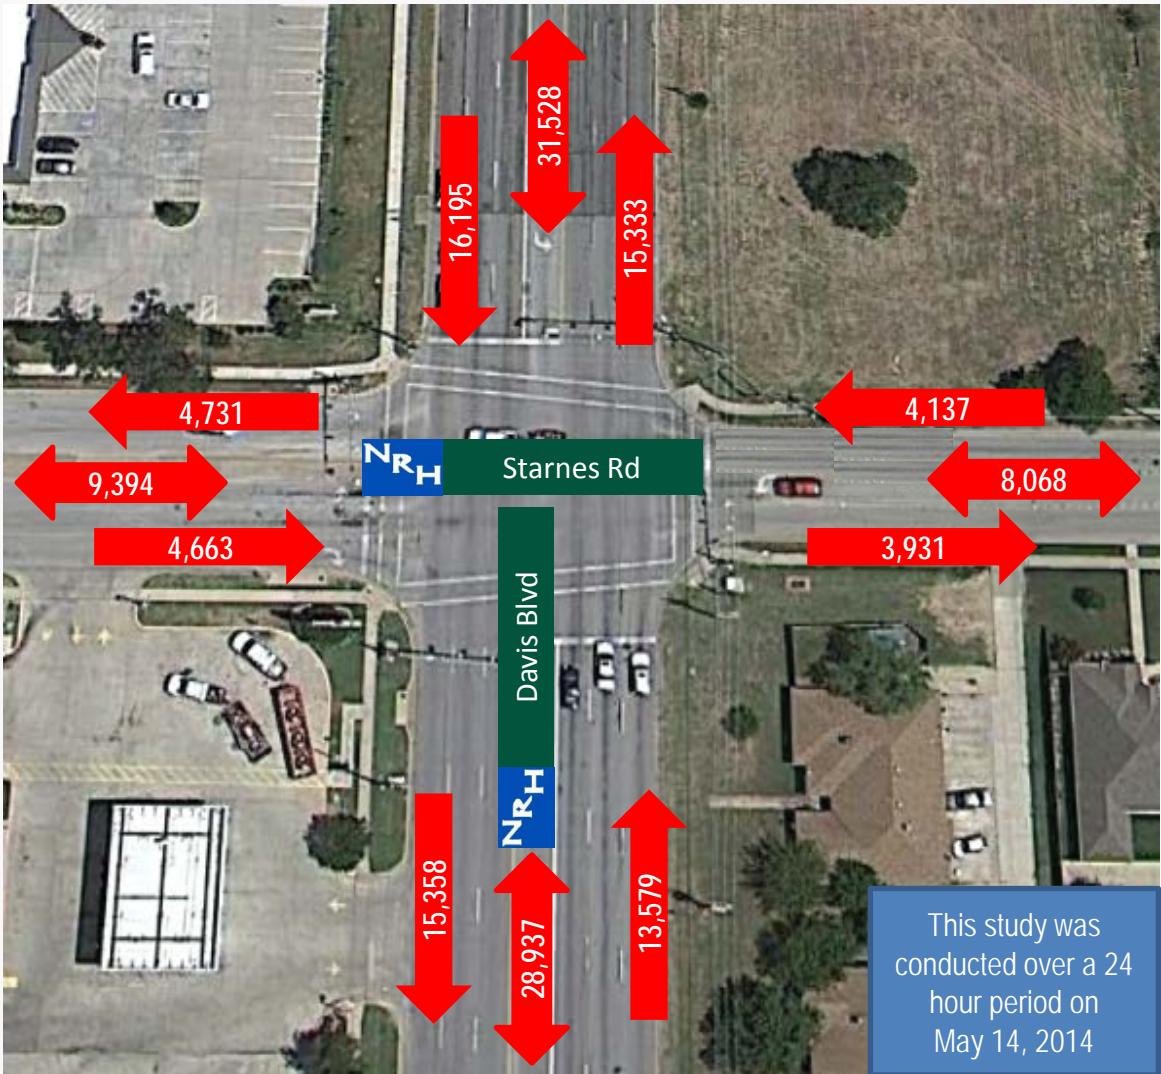 31,528
16,195
15,333
4,731
4,137
NRH
Starnes Rd
9,394
8,068
4,663
3,931
Davis Blvd
NRH
15,358
13,579
28,937
This study was
conducted over a 24
hour period on
May 14, 2014